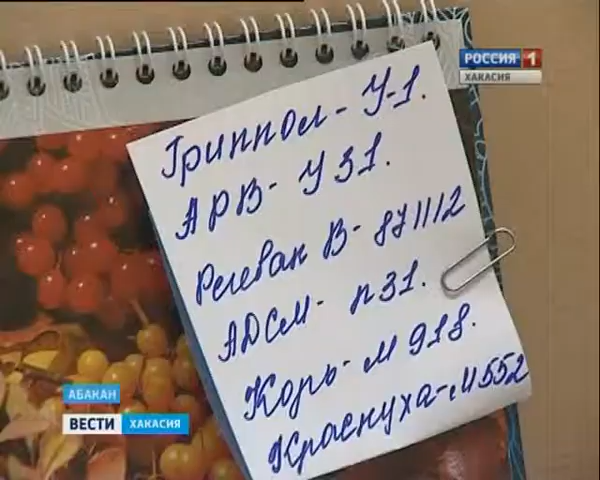 РОССИЯ 1
ХАКАСИЯ
Гриппол- У-1.
АРВ- У31.
Регевак В- 871112
АДСМ- п31.
Корь- М 918.
Краснуха-М552
АБАКАН
ВЕСТИ ХАКАСИЯ